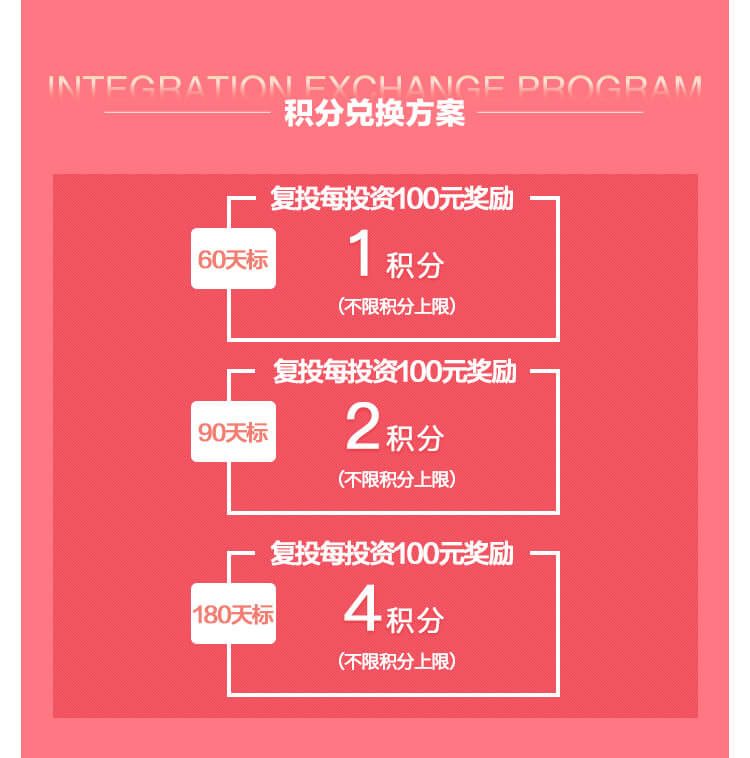 INTEGRATION EXCHANGE PROGRAM
积分兑换方案
复投每投资100元奖励
60天标
1积分
(不限积分上限)
复投每投资100元奖励
90天标
2积分
(不限积分上限)
复投每投资100元奖励
180天标
4积分
(不限积分上限)